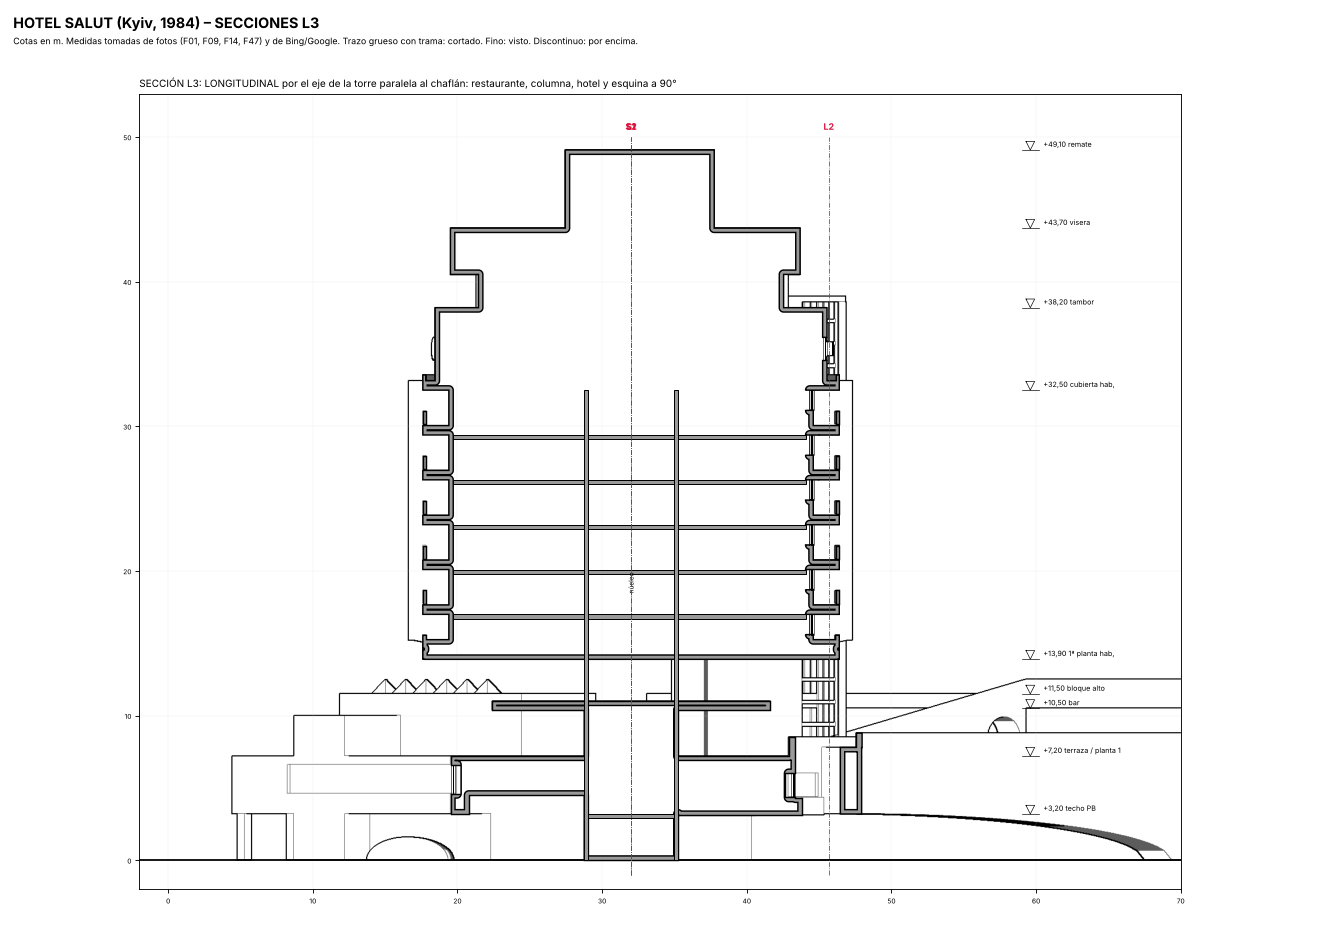 HOTEL SALUT (Kyiv, 1984) – SECCIONES L3
Cotas en m. Medidas tomadas de fotos (F01, F09, F14, F47) y de Bing/Google. Trazo grueso con trama: cortado. Fino: visto. Discontinuo: por encima.
SECCIÓN L3: LONGITUDINAL por el eje de la torre paralela al chaflán: restaurante, columna, hotel y esquina a 90°
L2
50
+49,10 remate
+43,70 visera
40
+38,20 tambor
+32,50 cubierta hab,
30
20
núcleo
+13,90 1ª planta hab,
+11,50 bloque alto
+10,50 bar
10
+7,20 terraza / planta 1
+3,20 techo PB
0
0 10 20 30 40 50 60 70